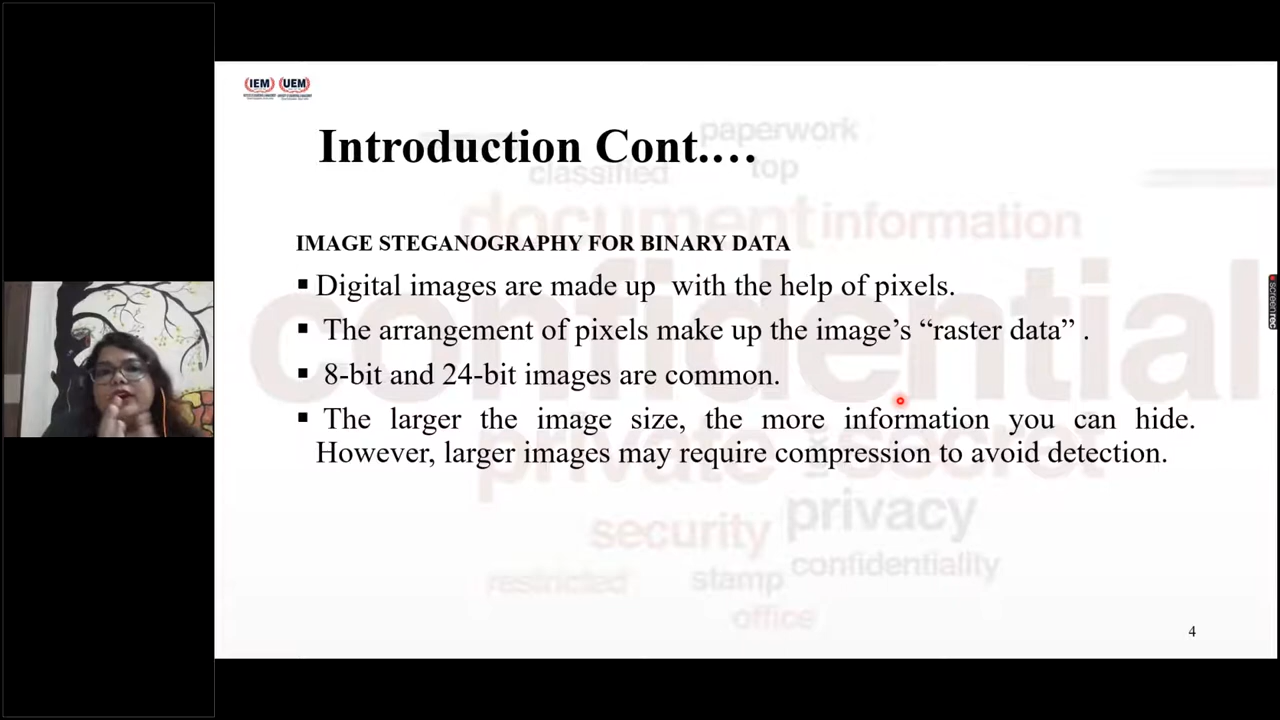 IEM UEM
Introduction Cont.…
paperwork
classified
top
document information
confidential
IMAGE STEGANOGRAPHY FOR BINARY DATA
▪ Digital images are made up  with the help of pixels.
▪ The arrangement of pixels make up the image’s “raster data” .
▪ 8-bit and 24-bit images are common.
▪ The larger the image size, the more information you can hide.
However, larger images may require compression to avoid detection.
private secret
security privacy
restricted stamp confidentiality
office
4
screenrec